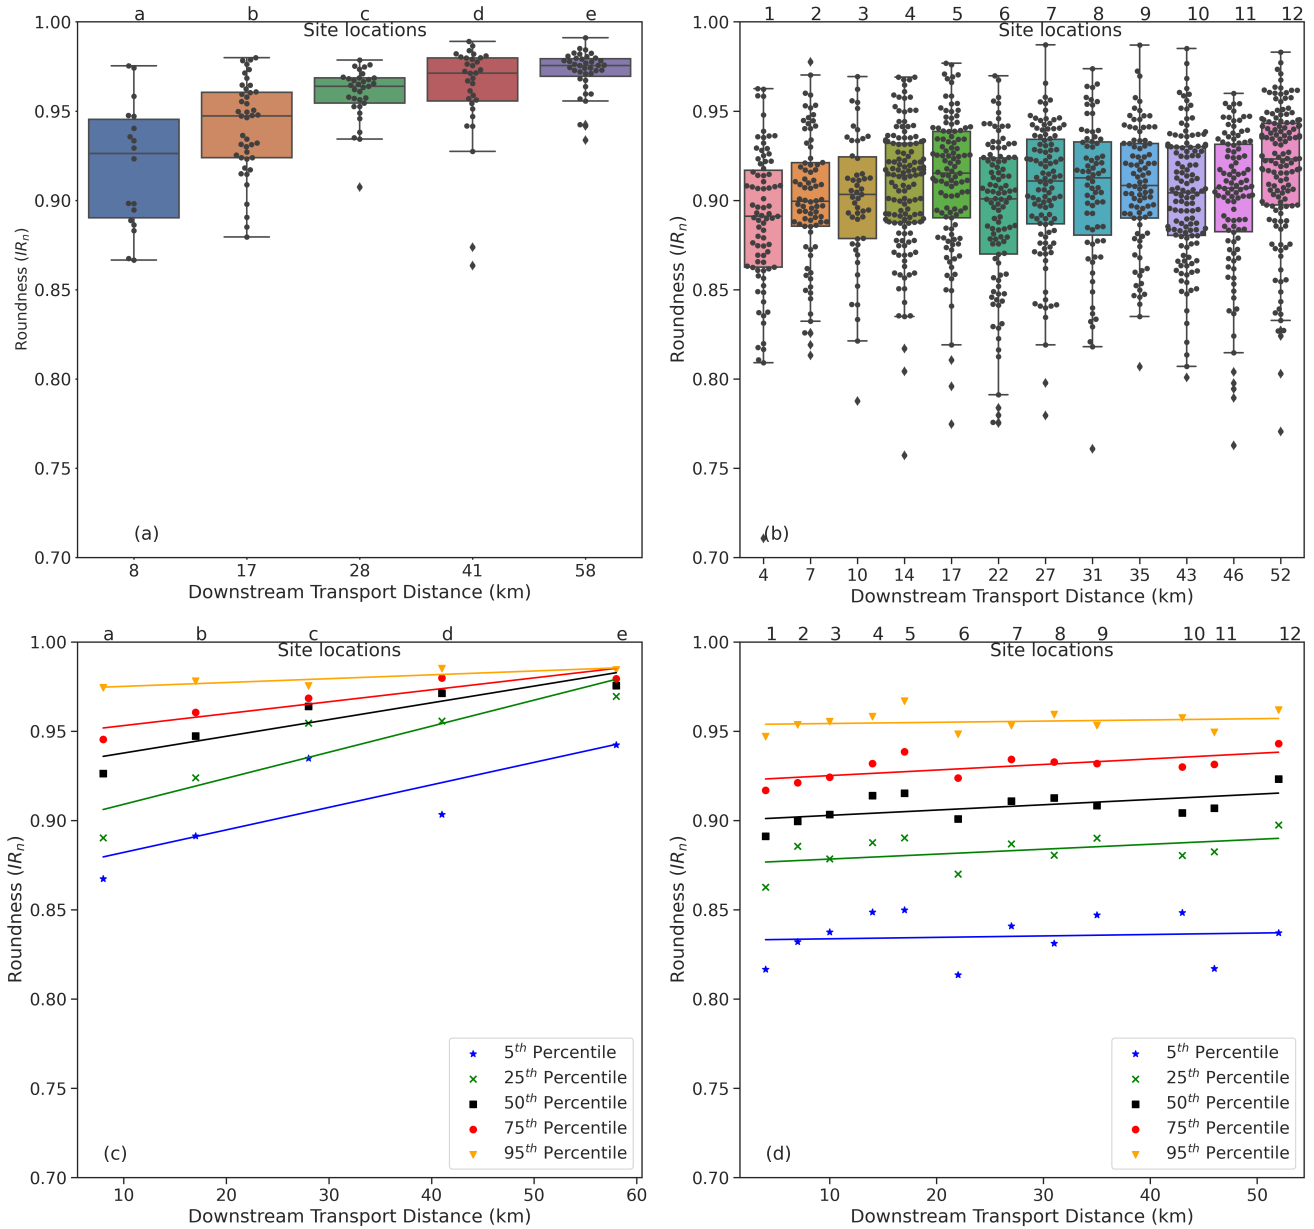 a b c d e
Site locations
1.00
0.95
0.90
0.85
0.80
0.75
0.70
Roundness (IRₙ)
(a)
8 17 28 41 58
Downstream Transport Distance (km)
1 2 3 4 5 6 7 8 9 10 11 12
Site locations
1.00
0.95
0.90
0.85
0.80
0.75
0.70
Roundness (IRₙ)
(b)
4 7 10 14 17 22 27 31 35 43 46 52
Downstream Transport Distance (km)
a b c d e
Site locations
1.00
0.95
0.90
0.85
0.80
0.75
0.70
Roundness (IRₙ)
5ᵗʰ Percentile
25ᵗʰ Percentile
50ᵗʰ Percentile
75ᵗʰ Percentile
95ᵗʰ Percentile
(c)
10 20 30 40 50 60
Downstream Transport Distance (km)
1 2 3 4 5 6 7 8 9 10 11 12
Site locations
1.00
0.95
0.90
0.85
0.80
0.75
0.70
Roundness (IRₙ)
5ᵗʰ Percentile
25ᵗʰ Percentile
50ᵗʰ Percentile
75ᵗʰ Percentile
95ᵗʰ Percentile
(d)
10 20 30 40 50
Downstream Transport Distance (km)